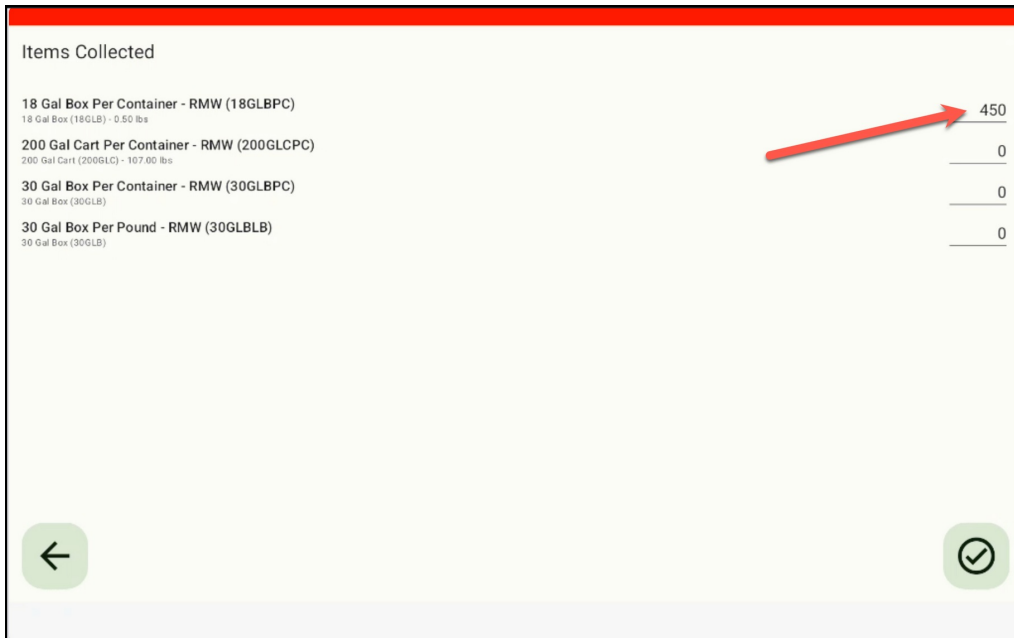 Items Collected
18 Gal Box Per Container - RMW (18GLBPC)
18 Gal Box (18GLB) - 0.50 lbs
450
200 Gal Cart Per Container - RMW (200GLCPC)
200 Gal Cart (200GLC) - 107.00 lbs
0
30 Gal Box Per Container - RMW (30GLBPC)
30 Gal Box (30GLB)
0
30 Gal Box Per Pound - RMW (30GLBLB)
30 Gal Box (30GLB)
0